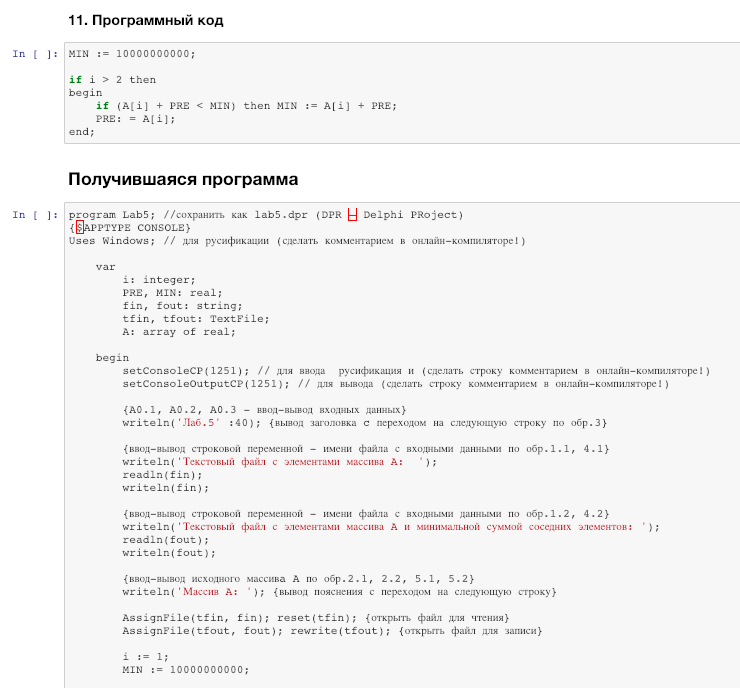 11. Программный код
In [ ]: MIN := 10000000000;
if i > 2 then
begin
    if (A[i] + PRE < MIN) then MIN := A[i] + PRE;
    PRE: = A[i];
end;
Получившаяся программа
In [ ]: program Lab5; //сохранить как lab5.dpr (DPR – Delphi PRoject)
{$APPTYPE CONSOLE}
Uses Windows; // для русификации (сделать комментарием в онлайн-компиляторе!)
    var
        i: integer;
        PRE, MIN: real;
        fin, fout: string;
        tfin, tfout: TextFile;
        A: array of real;
    begin
        setConsoleCP(1251); // для ввода  русификация и (сделать строку комментарием в онлайн-компиляторе!)
        setConsoleOutputCP(1251); // для вывода (сделать строку комментарием в онлайн-компиляторе!)
        {A0.1, A0.2, A0.3 - ввод-вывод входных данных}
        writeln('Лаб.5' :40); {вывод заголовка с переходом на следующую строку по обр.3}
        {ввод-вывод строковой переменной - имени файла с входными данными по обр.1.1, 4.1}
        writeln('Текстовый файл с элементами массива A:  ');
        readln(fin);
        writeln(fin);
        {ввод-вывод строковой переменной - имени файла с входными данными по обр.1.2, 4.2}
        writeln('Текстовый файл с элементами массива A и минимальной суммой соседних элементов: ');
        readln(fout);
        writeln(fout);
        {ввод-вывод исходного массива A по обр.2.1, 2.2, 5.1, 5.2}
        writeln('Массив A: '); {вывод пояснения с переходом на следующую строку}
        AssignFile(tfin, fin); reset(tfin); {открыть файл для чтения}
        AssignFile(tfout, fout); rewrite(tfout); {открыть файл для записи}
        i := 1;
        MIN := 10000000000;